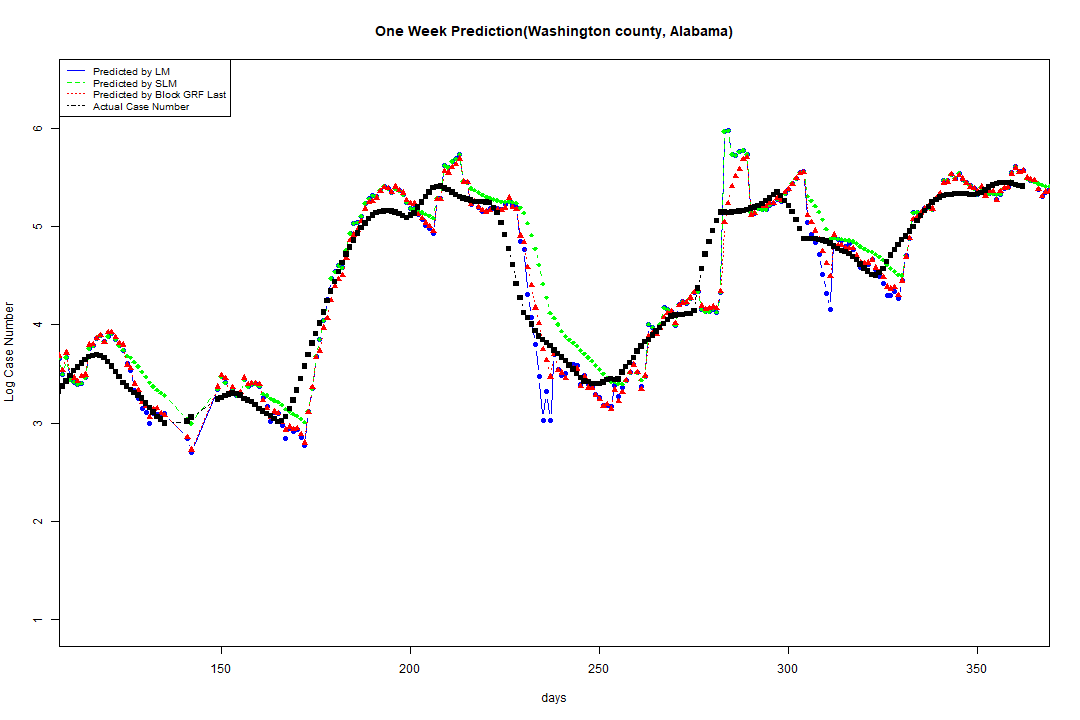 One Week Prediction(Washington county, Alabama)
Predicted by LM
Predicted by SLM
Predicted by Block GRF Last
Actual Case Number
Log Case Number
6
5
4
3
2
1
150 200 250 300 350
days